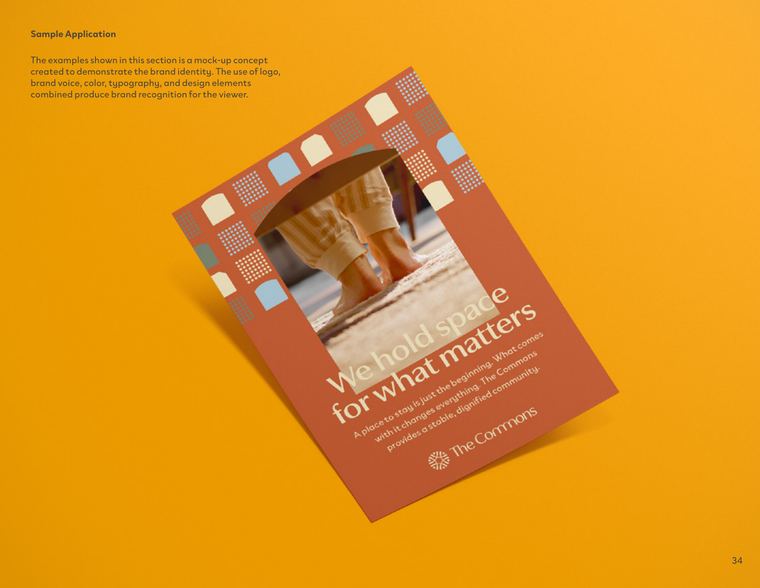 Sample Application
The examples shown in this section is a mock-up concept
created to demonstrate the brand identity. The use of logo,
brand voice, color, typography, and design elements
combined produce brand recognition for the viewer.
We hold space
for what matters
A place to stay is just the beginning. What comes
with it changes everything. The Commons
provides a stable, dignified community.
The Commons
34